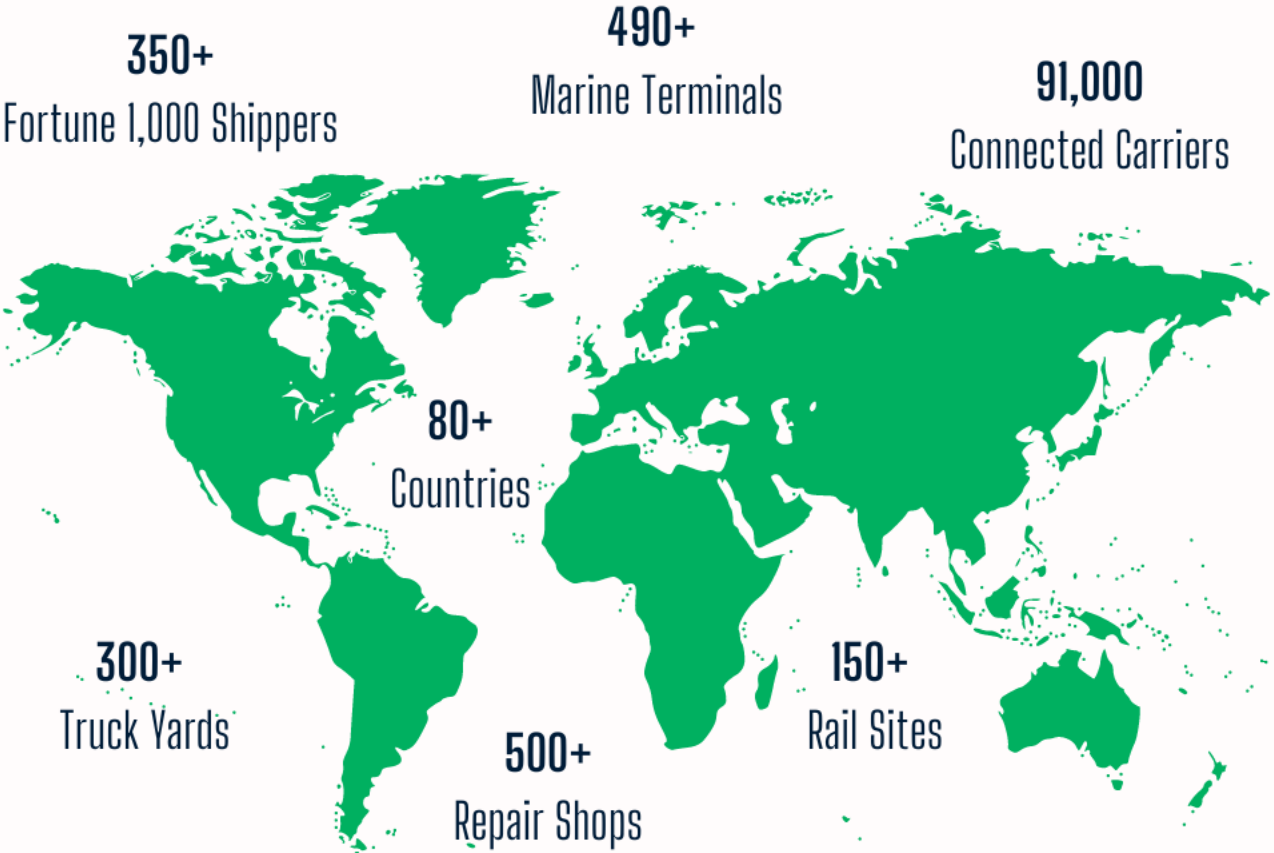 350+
Fortune 1,000 Shippers
490+
Marine Terminals
91,000
Connected Carriers
80+
Countries
300+
Truck Yards
500+
Repair Shops
150+
Rail Sites